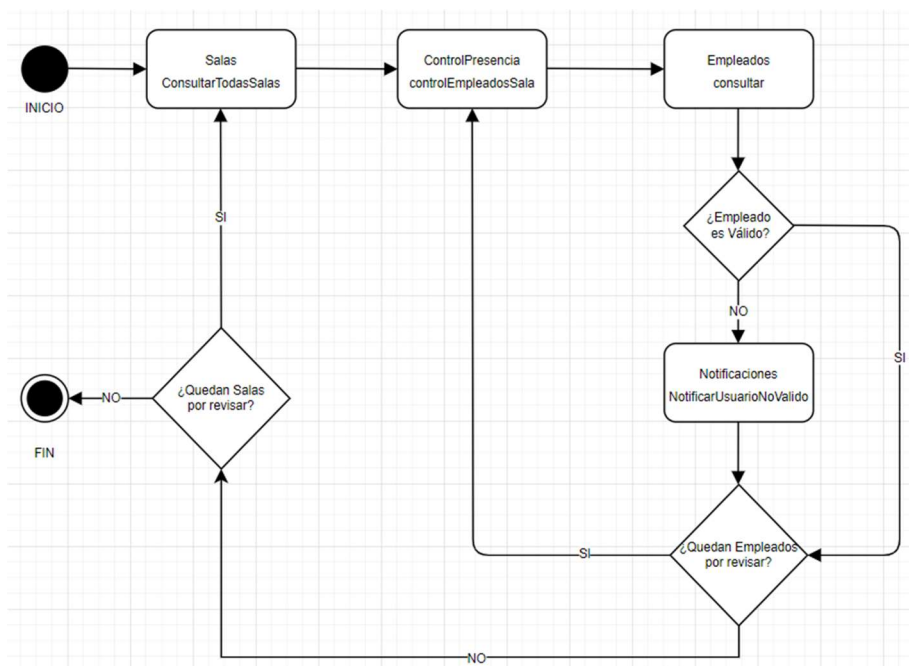 Salas
ConsultarTodasSalas
ControlPresencia
controlEmpleadosSala
Empleados
consultar
INICIO
¿Empleado
es Válido?
SI
NO
SI
Notificaciones
NotificarUsuarioNoValido
¿Quedan Salas
por revisar?
NO
FIN
¿Quedan Empleados
por revisar?
SI
NO